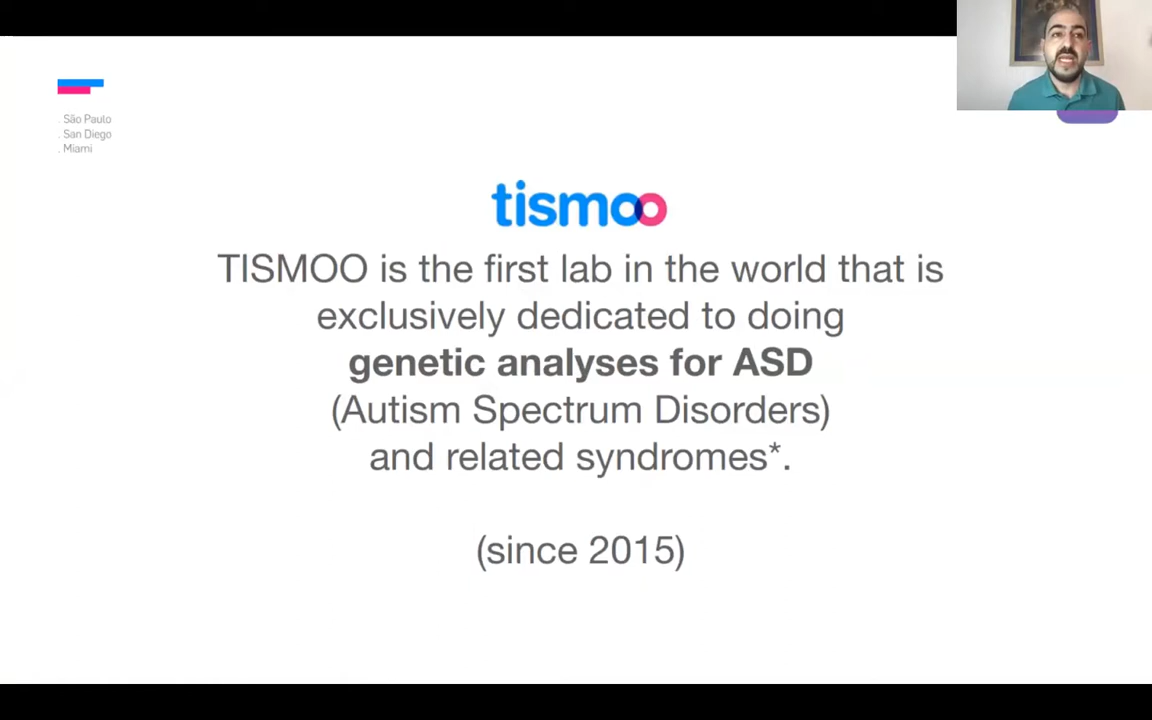 . São Paulo
. San Diego
. Miami
tismoo
TISMOO is the first lab in the world that is
exclusively dedicated to doing
genetic analyses for ASD
(Autism Spectrum Disorders)
and related syndromes*.
(since 2015)